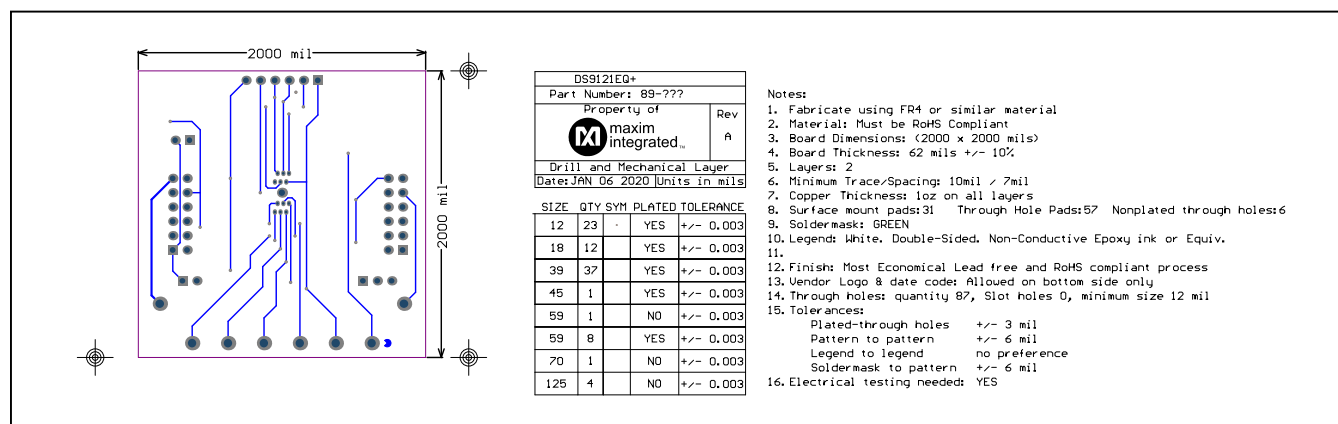 2000 mil
2000 mil
DS9121EQ+
Part Number: 89-???
Property of
maxim
integrated™
Rev
A
Drill and Mechanical Layer
Date:JAN 06 2020 Units in mils
SIZE QTY SYM PLATED TOLERANCE
12 23 YES +/- 0.003
18 12 YES +/- 0.003
39 37 YES +/- 0.003
45 1 YES +/- 0.003
59 1 NO +/- 0.003
59 8 YES +/- 0.003
70 1 NO +/- 0.003
125 4 NO +/- 0.003
Notes:
1. Fabricate using FR4 or similar material
2. Material: Must be RoHS Compliant
3. Board Dimensions: (2000 x 2000 mils)
4. Board Thickness: 62 mils +/- 10%
5. Layers: 2
6. Minimum Trace/Spacing: 10mil / 7mil
7. Copper Thickness: 1oz on all layers
8. Surface mount pads:31 Through Hole Pads:57 Nonplated through holes:6
9. Soldermask: GREEN
10. Legend: White. Double-Sided. Non-Conductive Epoxy ink or Equiv.
11.
12. Finish: Most Economical Lead free and RoHS compliant process
13. Vendor Logo & date code: Allowed on bottom side only
14. Through holes: quantity 87, Slot holes 0, minimum size 12 mil
15. Tolerances:
Plated-through holes +/- 3 mil
Pattern to pattern +/- 6 mil
Legend to legend no preference
Soldermask to pattern +/- 6 mil
16. Electrical testing needed: YES